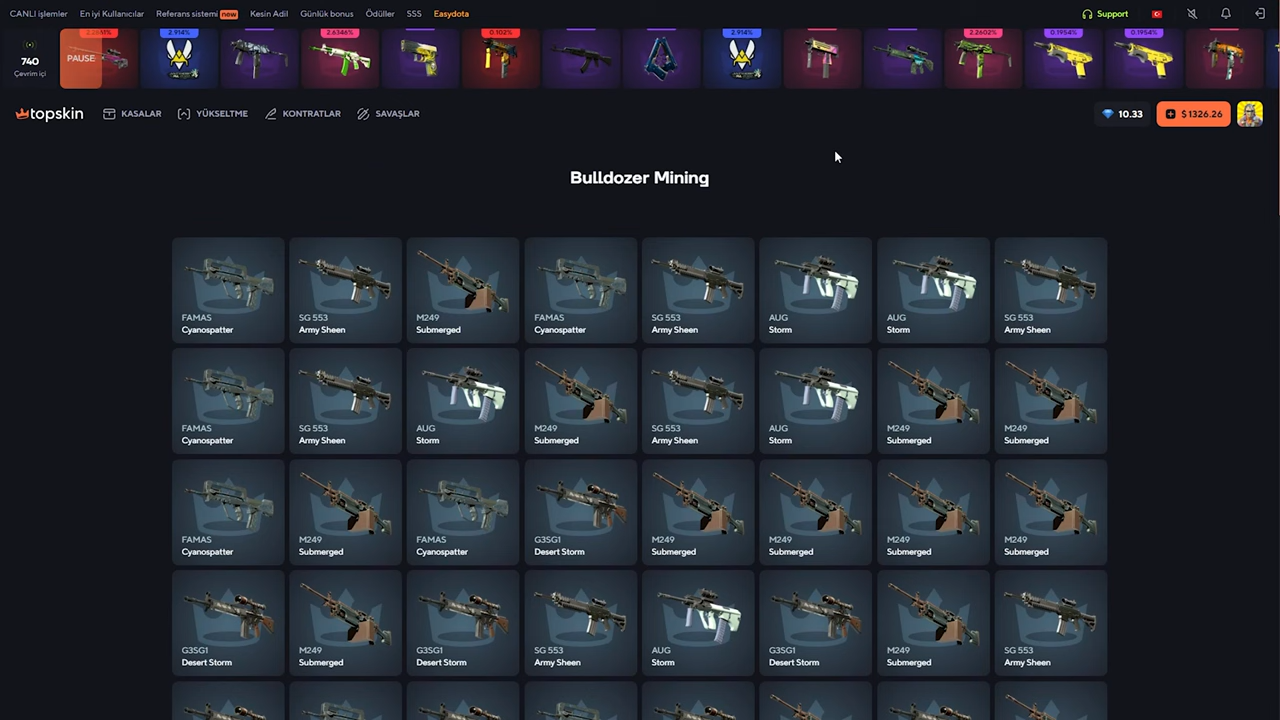 CANLI işlemler En iyi Kullanıcılar Referans sistemi new Kesin Adil Günlük bonus Ödüller SSS Easydota Support
2.914% 2.6346% 0.102% 2.914% 2.2602% 0.1954% 0.1954%
740
Çevrim içi
PAUSE
topskin KASALAR YÜKSELTME KONTRATLAR SAVAŞLAR 10.33 $ 1326.26
Bulldozer Mining
FAMAS SG 553 M249 FAMAS SG 553 AUG AUG SG 553
Cyanospatter Army Sheen Submerged Cyanospatter Army Sheen Storm Storm Army Sheen
FAMAS SG 553 AUG M249 SG 553 AUG M249 M249
Cyanospatter Army Sheen Storm Submerged Army Sheen Storm Submerged Submerged
FAMAS M249 FAMAS G3SG1 M249 M249 M249 M249
Cyanospatter Submerged Cyanospatter Desert Storm Submerged Submerged Submerged Submerged
G3SG1 M249 G3SG1 SG 553 AUG G3SG1 M249 SG 553
Desert Storm Submerged Desert Storm Army Sheen Storm Desert Storm Submerged Army Sheen